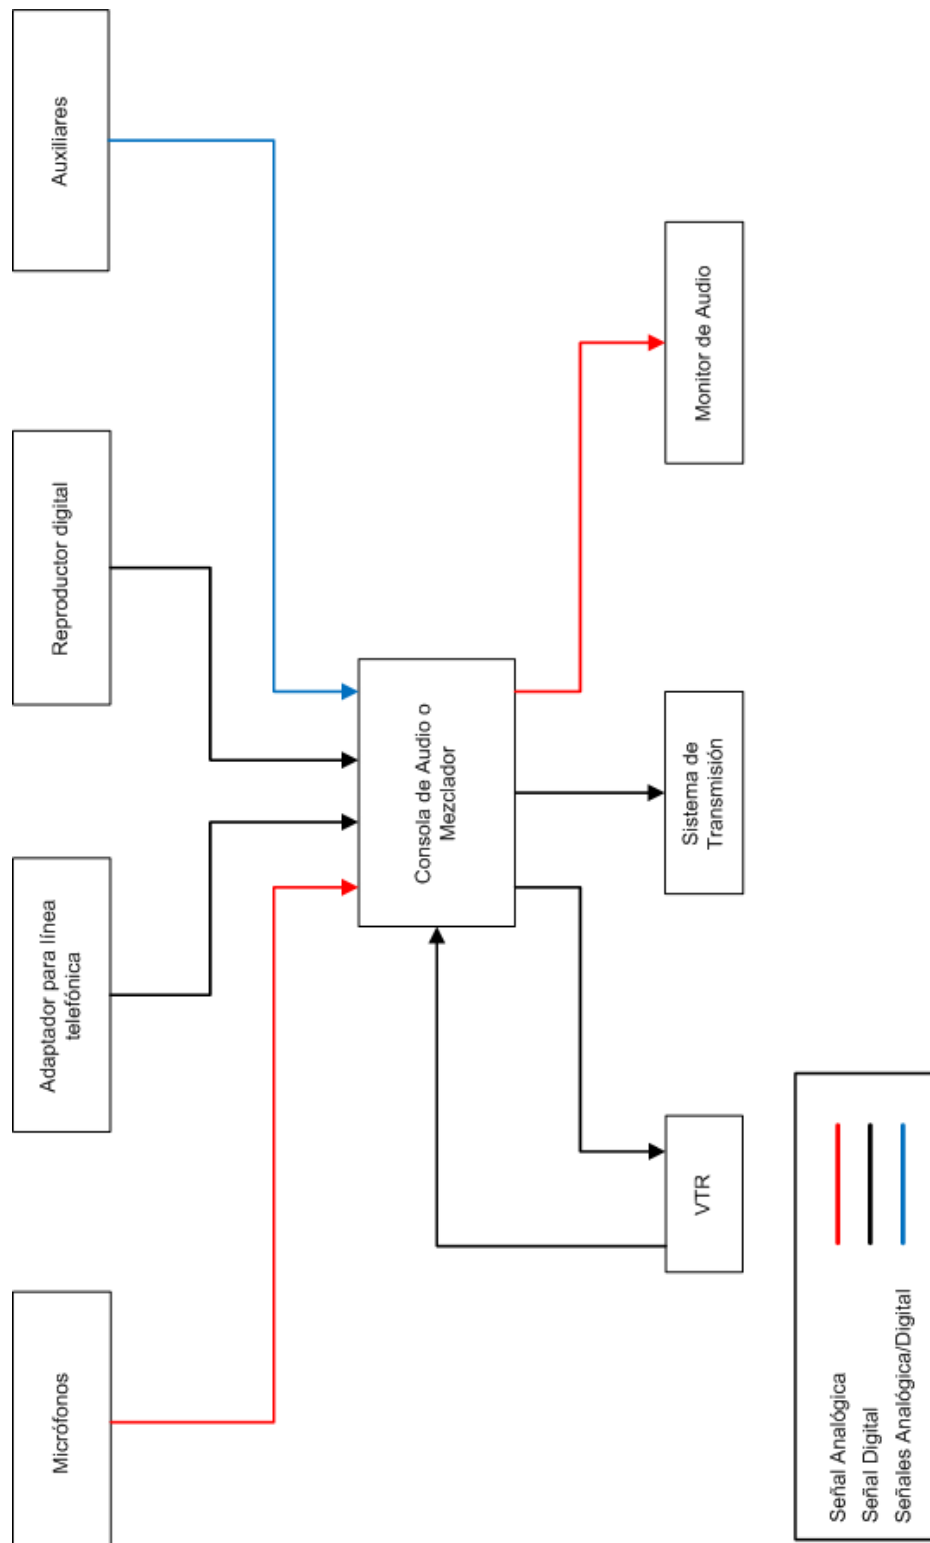 Micrófonos
Adaptador para línea
telefónica
Reproductor digital
Auxiliares
Consola de Audio o
Mezclador
VTR
Sistema de
Transmisión
Monitor de Audio
Señal Analógica
Señal Digital
Señales Analógica/Digital